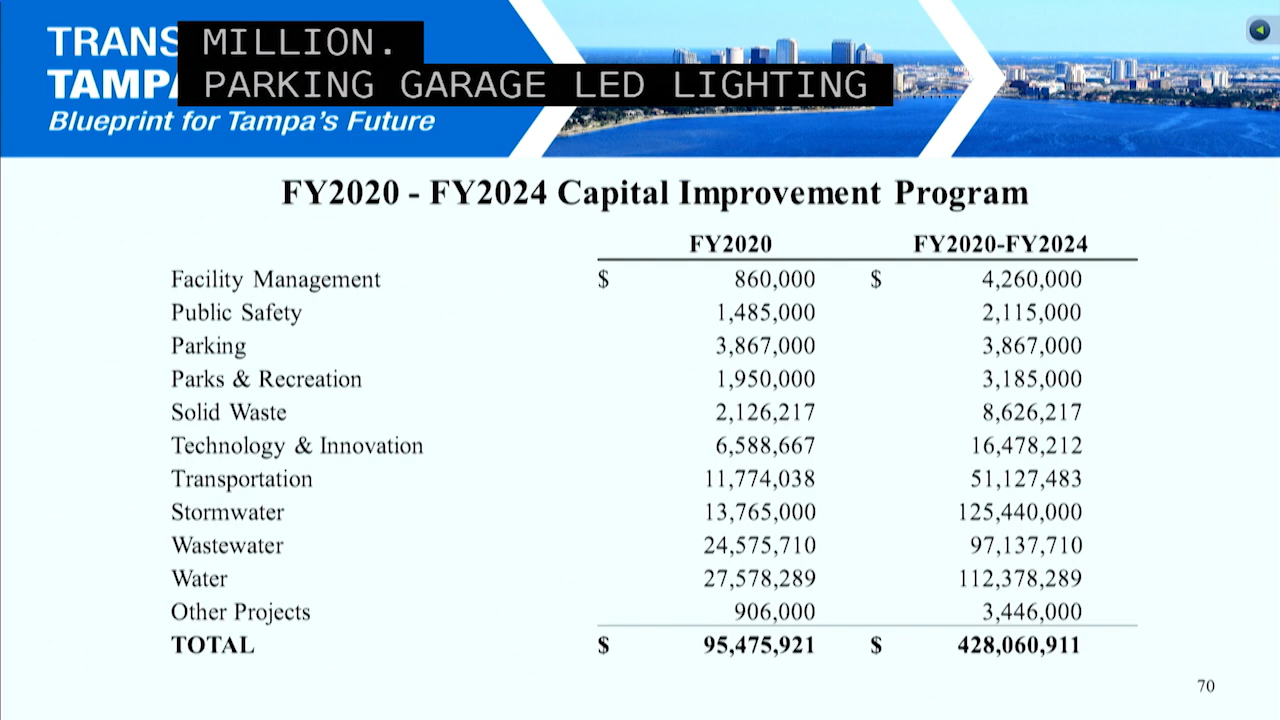 TRANS
MILLION.
TAMPA
PARKING GARAGE LED LIGHTING
Blueprint for Tampa's Future
FY2020 - FY2024 Capital Improvement Program
FY2020 FY2020-FY2024
Facility Management $ 860,000 $ 4,260,000
Public Safety 1,485,000 2,115,000
Parking 3,867,000 3,867,000
Parks & Recreation 1,950,000 3,185,000
Solid Waste 2,126,217 8,626,217
Technology & Innovation 6,588,667 16,478,212
Transportation 11,774,038 51,127,483
Stormwater 13,765,000 125,440,000
Wastewater 24,575,710 97,137,710
Water 27,578,289 112,378,289
Other Projects 906,000 3,446,000
TOTAL $ 95,475,921 $ 428,060,911
70